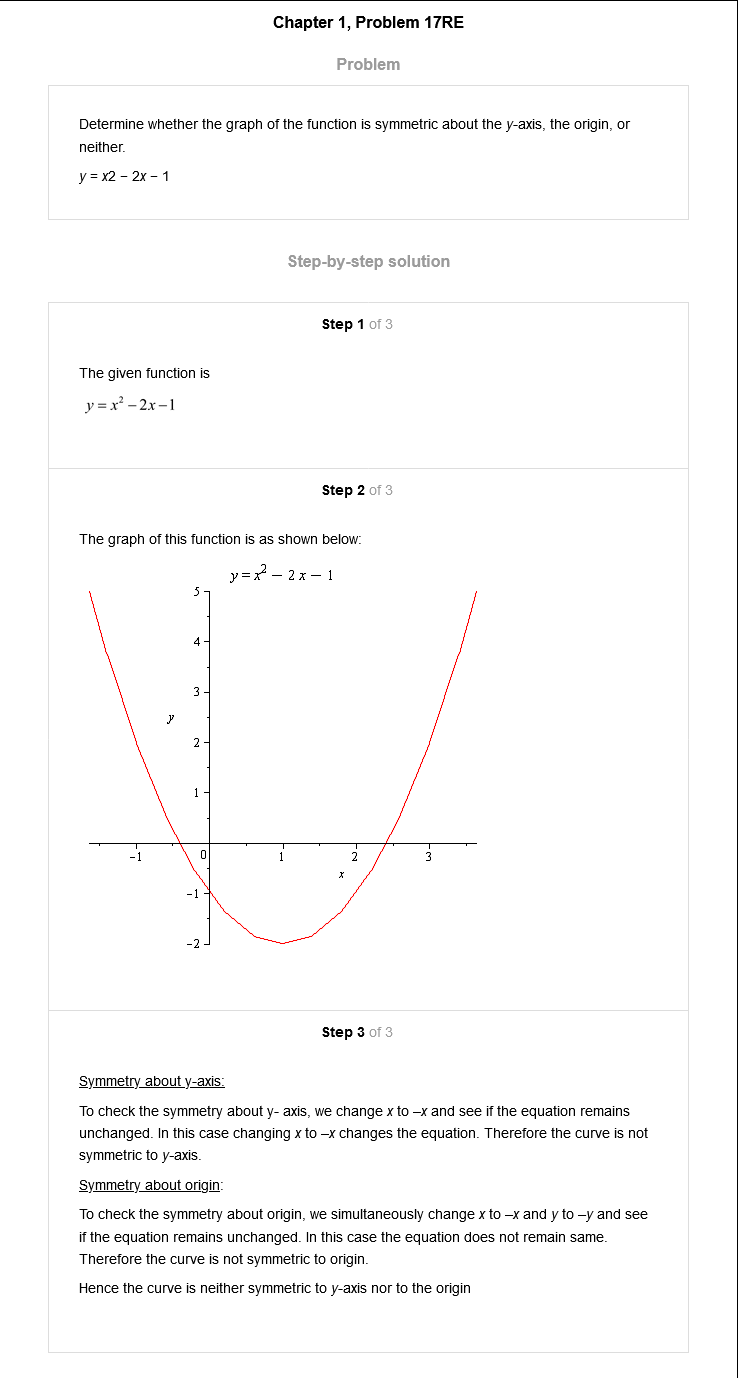 Chapter 1, Problem 17RE
Problem
Determine whether the graph of the function is symmetric about the y-axis, the origin, or
neither.
y = x2 − 2x − 1
Step-by-step solution
Step 1 of 3
The given function is
y = x² − 2x − 1
Step 2 of 3
The graph of this function is as shown below:
y = x² − 2 x − 1
5
4
3
y
2
1
−1 0 1 2 3
x
−1
−2
Step 3 of 3
Symmetry about y-axis:
To check the symmetry about y- axis, we change x to –x and see if the equation remains
unchanged. In this case changing x to –x changes the equation. Therefore the curve is not
symmetric to y-axis.
Symmetry about origin:
To check the symmetry about origin, we simultaneously change x to –x and y to –y and see
if the equation remains unchanged. In this case the equation does not remain same.
Therefore the curve is not symmetric to origin.
Hence the curve is neither symmetric to y-axis nor to the origin